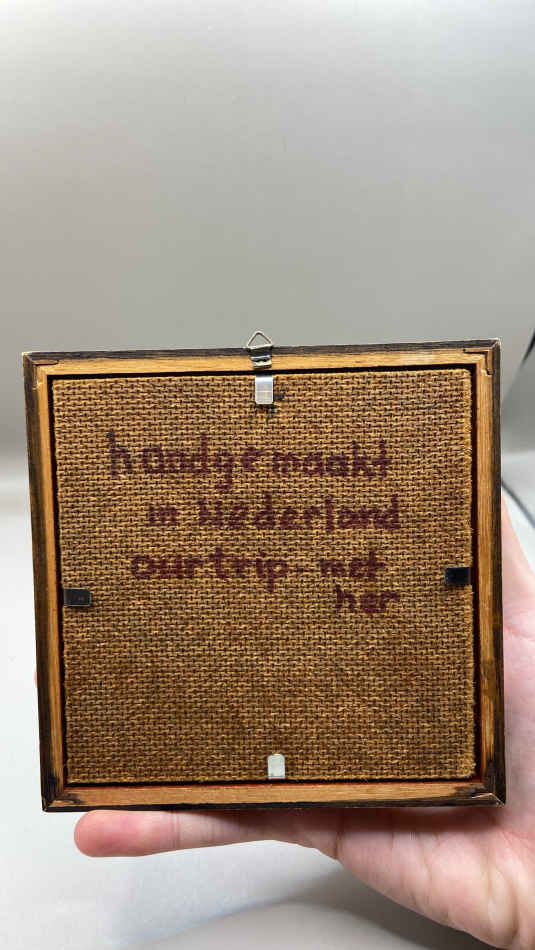 handgemaakt
in Nederland
our trip - met
her